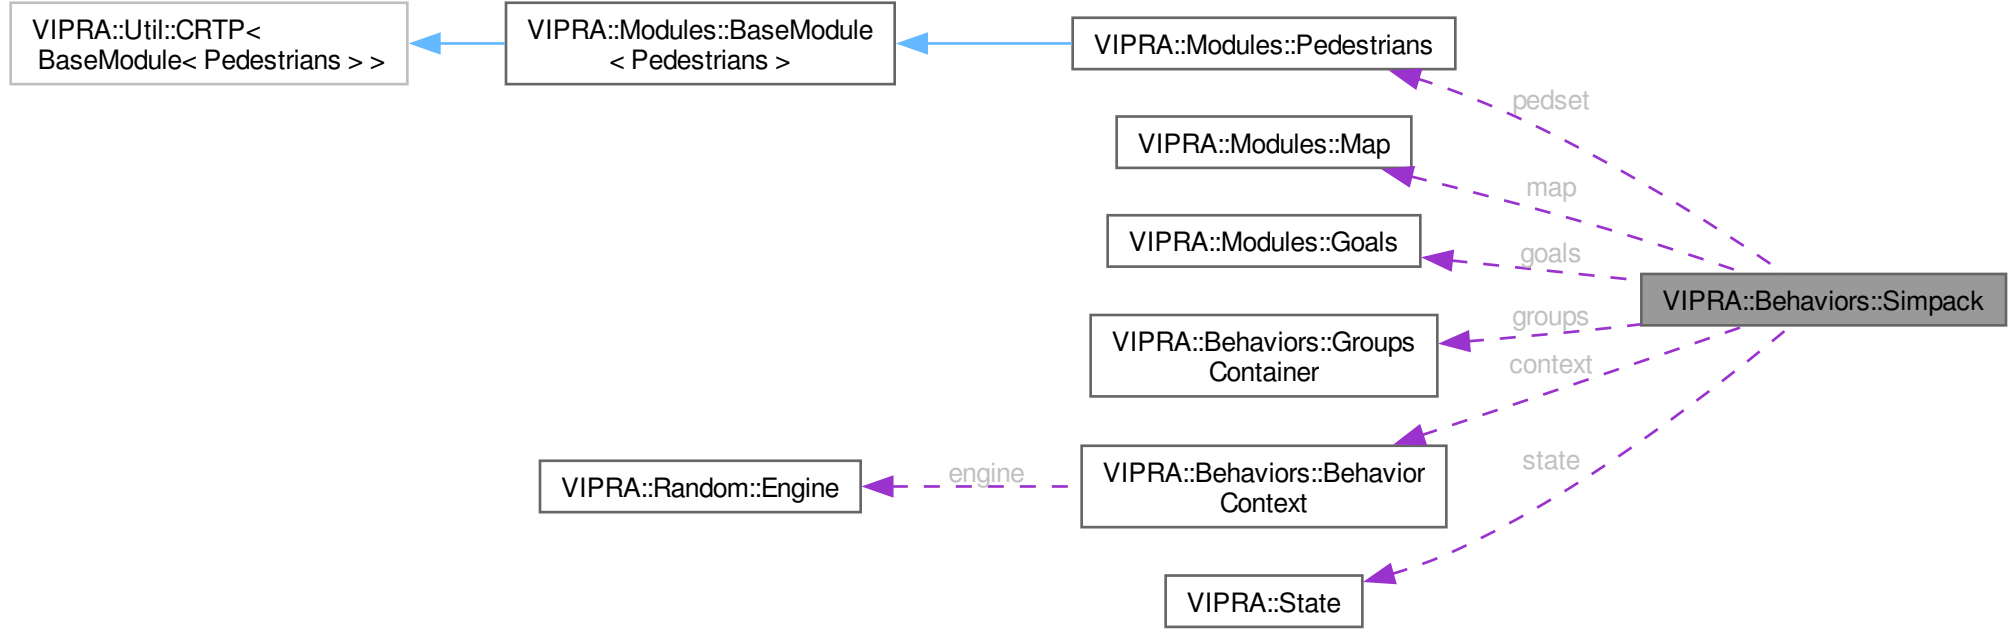 VIPRA::Util::CRTP<
BaseModule< Pedestrians > >
VIPRA::Modules::BaseModule
< Pedestrians >
VIPRA::Modules::Pedestrians
pedset
VIPRA::Modules::Map
map
VIPRA::Modules::Goals
goals
VIPRA::Behaviors::Simpack
VIPRA::Behaviors::Groups
Container
groups
context
VIPRA::Random::Engine
engine
VIPRA::Behaviors::Behavior
Context
state
VIPRA::State